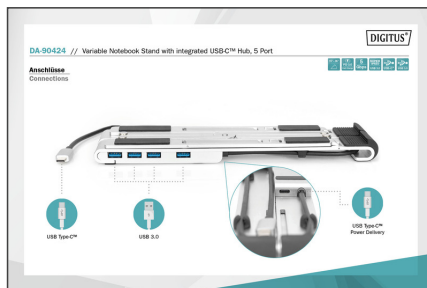 DIGITUS®
DA-90424 // Variable Notebook Stand with integrated USB-C™ Hub, 5 Port
Anschlüsse
Connections
USB Type-C™
USB 3.0
USB Type-C™
Power Delivery